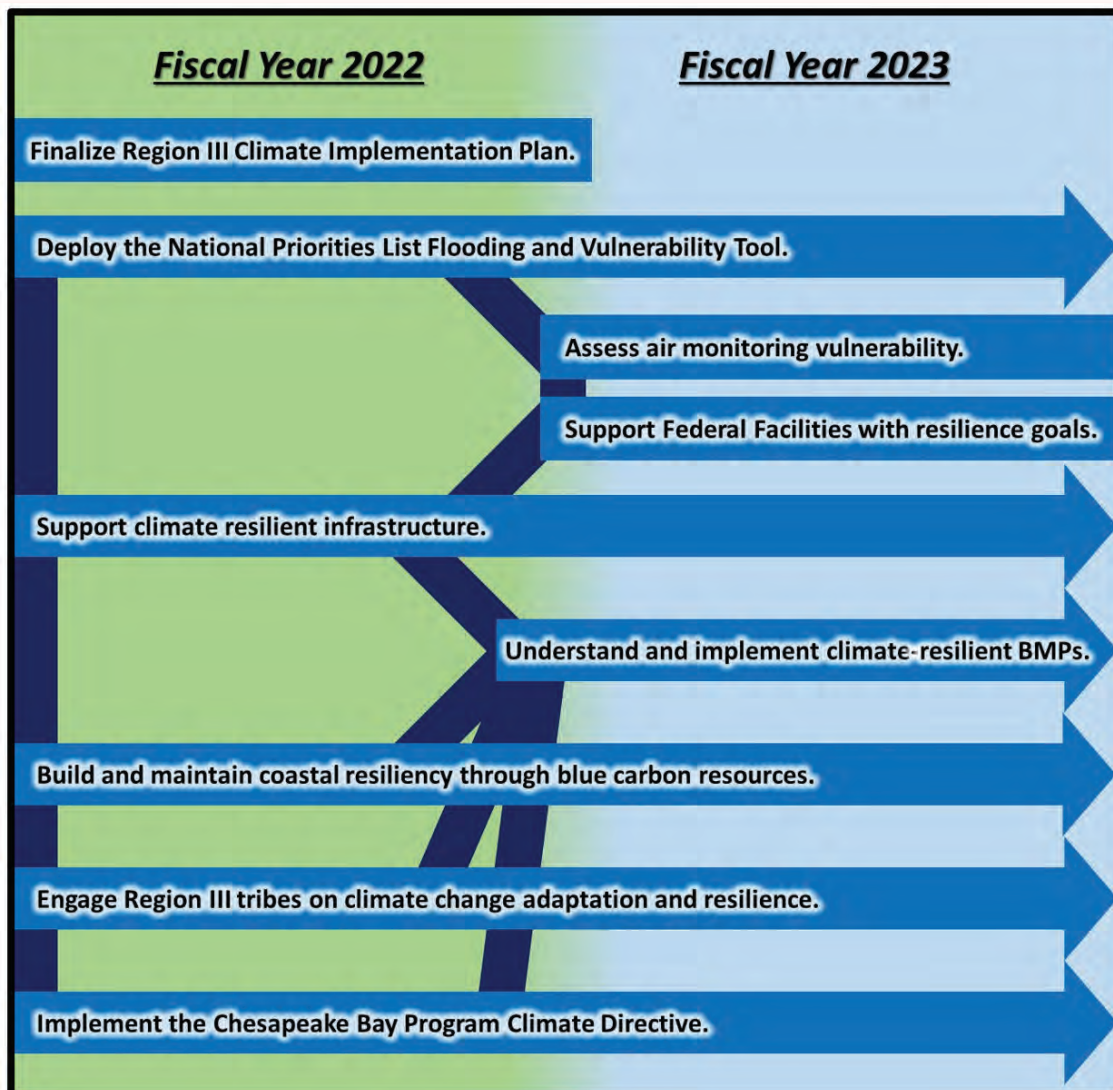 Fiscal Year 2022
Fiscal Year 2023
Finalize Region III Climate Implementation Plan.
Deploy the National Priorities List Flooding and Vulnerability Tool.
Assess air monitoring vulnerability.
Support Federal Facilities with resilience goals.
Support climate resilient infrastructure.
Understand and implement climate-resilient BMPs.
Build and maintain coastal resiliency through blue carbon resources.
Engage Region III tribes on climate change adaptation and resilience.
Implement the Chesapeake Bay Program Climate Directive.